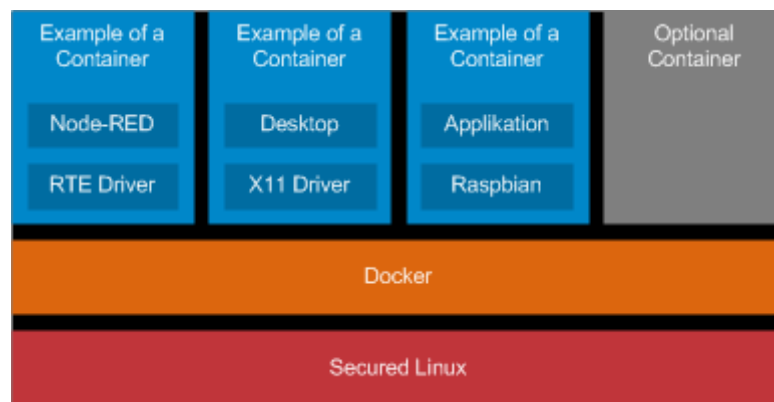 Example of a
Container
Node-RED
RTE Driver
Example of a
Container
Desktop
X11 Driver
Example of a
Container
Applikation
Raspbian
Optional
Container
Docker
Secured Linux